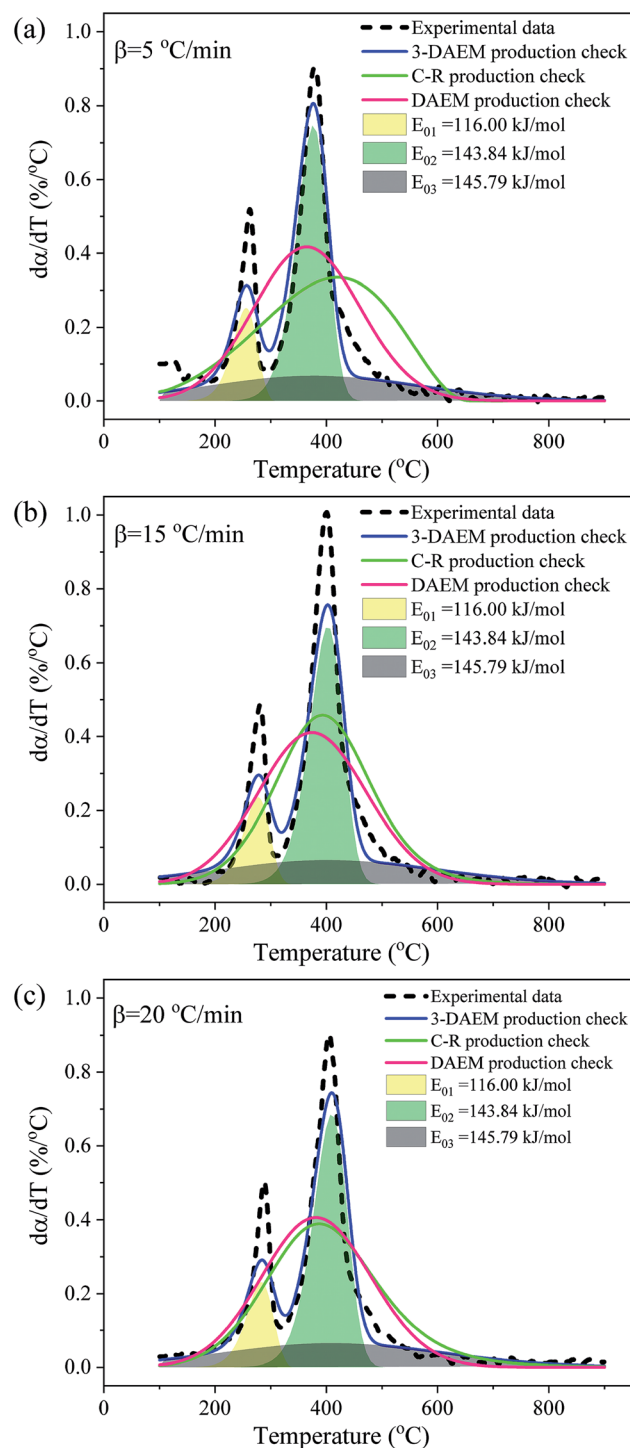 (a)
β=5 °C/min
Experimental data
3-DAEM production check
C-R production check
DAEM production check
E₀₁ =116.00 kJ/mol
E₀₂ =143.84 kJ/mol
E₀₃ =145.79 kJ/mol
1.0
0.8
0.6
0.4
0.2
0.0
dα/dT (%/°C)
0 200 400 600 800
Temperature (°C)
(b)
β=15 °C/min
Experimental data
3-DAEM production check
C-R production check
DAEM production check
E₀₁ =116.00 kJ/mol
E₀₂ =143.84 kJ/mol
E₀₃ =145.79 kJ/mol
1.0
0.8
0.6
0.4
0.2
0.0
dα/dT (%/°C)
0 200 400 600 800
Temperature (°C)
(c)
β=20 °C/min
Experimental data
3-DAEM production check
C-R production check
DAEM production check
E₀₁ =116.00 kJ/mol
E₀₂ =143.84 kJ/mol
E₀₃ =145.79 kJ/mol
1.0
0.8
0.6
0.4
0.2
0.0
dα/dT (%/°C)
0 200 400 600 800
Temperature (°C)